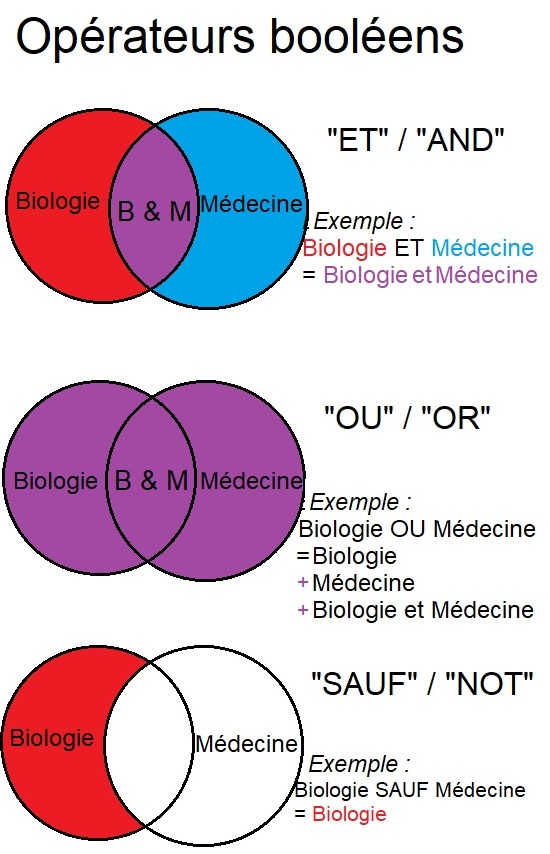 Opérateurs booléens
"ET" / "AND"
Biologie
B & M
Médecine
: Exemple :
Biologie ET Médecine
= Biologie et Médecine
"OU" / "OR"
Biologie
B & M
Médecine
: Exemple :
Biologie OU Médecine
= Biologie
+ Médecine
+ Biologie et Médecine
"SAUF" / "NOT"
Biologie
Médecine
Exemple :
Biologie SAUF Médecine
= Biologie